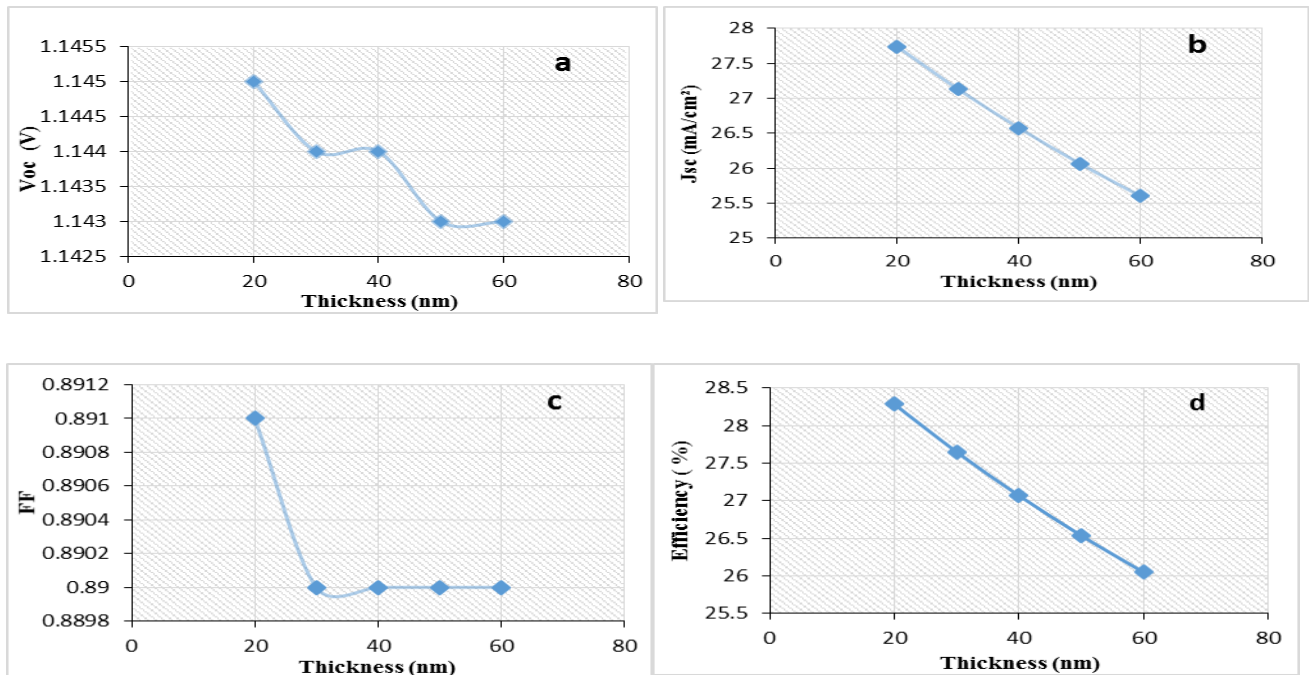 a
Voc (V)
1.1455
1.145
1.1445
1.144
1.1435
1.143
1.1425
0 20 40 60 80
Thickness (nm)
b
Jsc (mA/cm²)
28
27.5
27
26.5
26
25.5
25
0 20 40 60 80
Thickness (nm)
c
FF
0.8912
0.891
0.8908
0.8906
0.8904
0.8902
0.89
0.8898
0 20 40 60 80
Thickness (nm)
d
Efficiency ( %)
28.5
28
27.5
27
26.5
26
25.5
0 20 40 60 80
Thickness (nm)